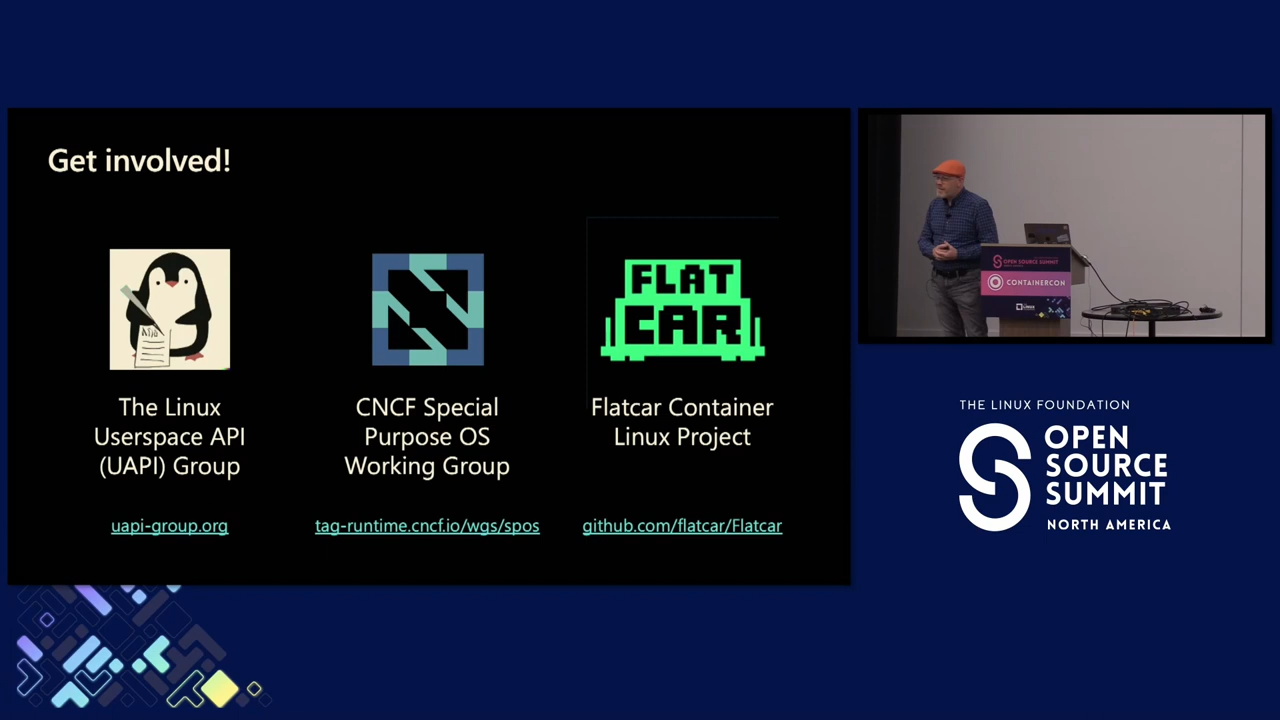 Get involved!
FLAT
CAR
The Linux
Userspace API
(UAPI) Group
CNCF Special
Purpose OS
Working Group
Flatcar Container
Linux Project
uapi-group.org
tag-runtime.cncf.io/wgs/spos
github.com/flatcar/Flatcar
OPEN SOURCE SUMMIT
CONTAINERCON
THE LINUX FOUNDATION
OPEN
SOURCE
SUMMIT
NORTH AMERICA